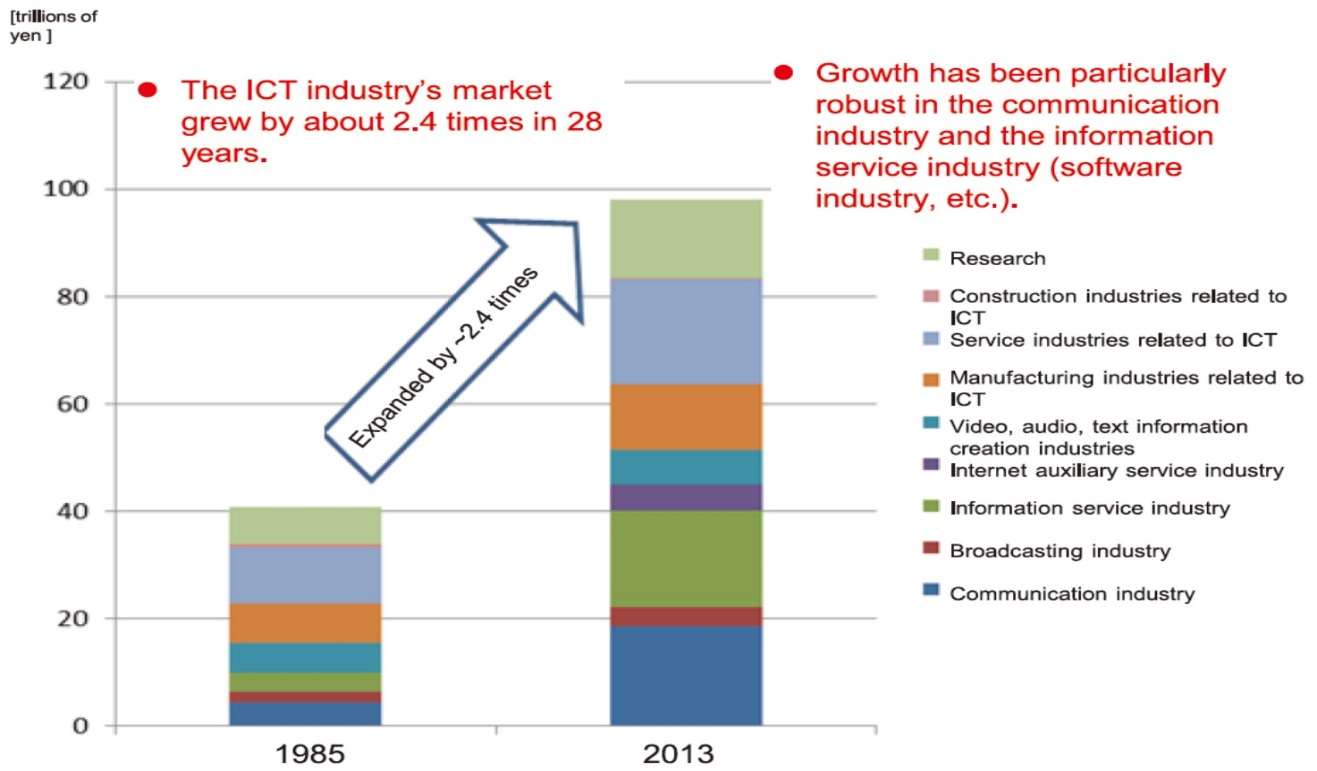 [trillions of
yen ]
120
100
80
60
40
20
0
● The ICT industry’s market
grew by about 2.4 times in 28
years.
● Growth has been particularly
robust in the communication
industry and the information
service industry (software
industry, etc.).
Expanded by ~2.4 times
Research
Construction industries related to
ICT
Service industries related to ICT
Manufacturing industries related to
ICT
Video, audio, text information
creation industries
Internet auxiliary service industry
Information service industry
Broadcasting industry
Communication industry
1985
2013